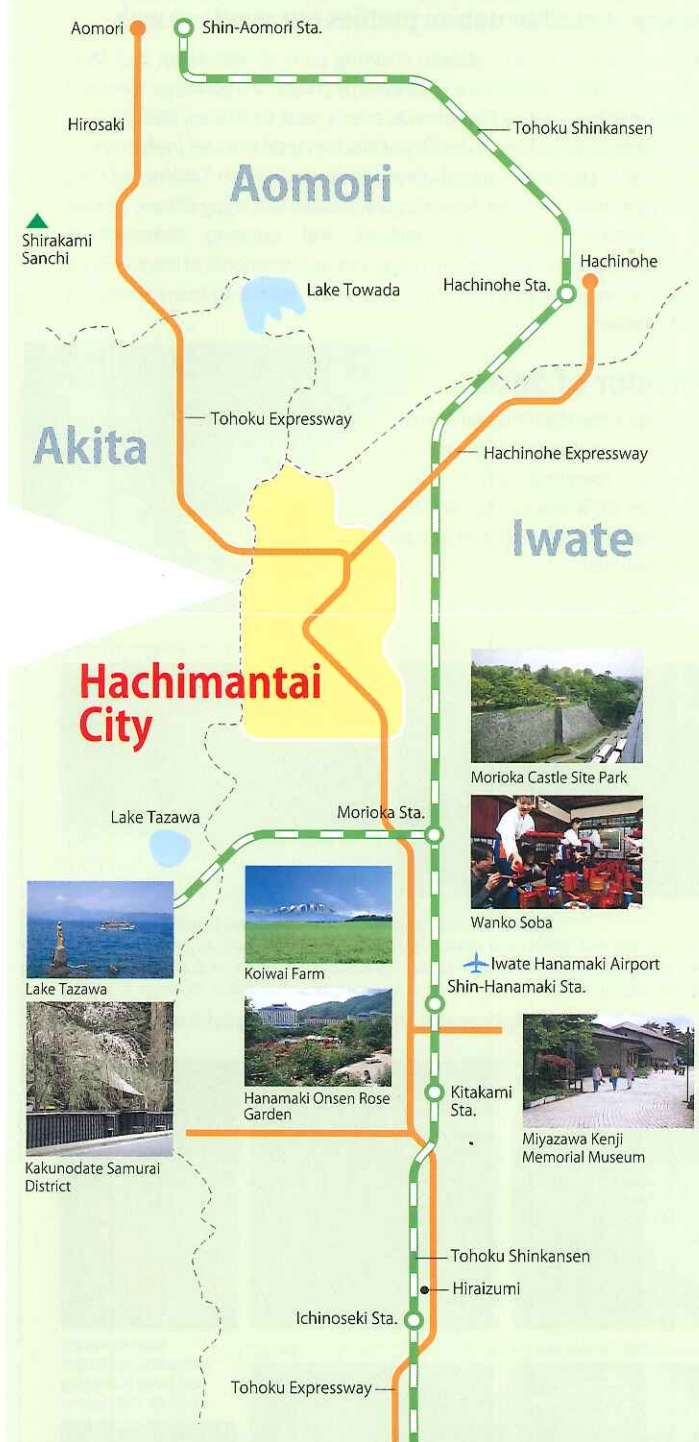 Aomori
Shin-Aomori Sta.
Hirosaki
Tohoku Shinkansen
Aomori
Shirakami
Sanchi
Hachinohe
Lake Towada
Hachinohe Sta.
Tohoku Expressway
Akita
Hachinohe Expressway
Iwate
Hachimantai
City
Morioka Castle Site Park
Lake Tazawa
Morioka Sta.
Wanko Soba
Koiwai Farm
Lake Tazawa
Iwate Hanamaki Airport
Shin-Hanamaki Sta.
Hanamaki Onsen Rose
Garden
Kitakami
Sta.
Miyazawa Kenji
Memorial Museum
Kakunodate Samurai
District
Tohoku Shinkansen
Hiraizumi
Ichinoseki Sta.
Tohoku Expressway